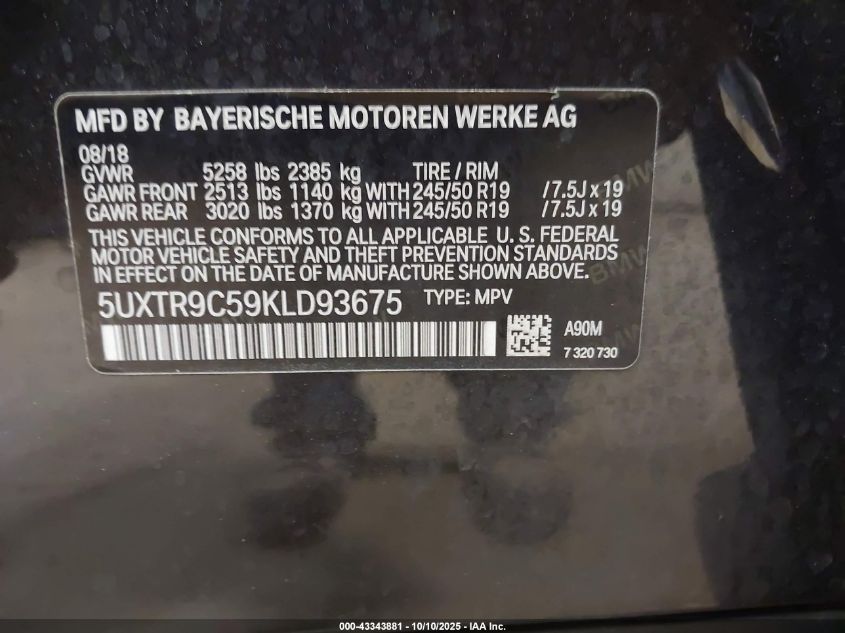 MFD BY BAYERISCHE MOTOREN WERKE AG
08/18
GVWR 5258 lbs 2385 kg TIRE / RIM
GAWR FRONT 2513 lbs 1140 kg WITH 245/50 R19 /7.5J x 19
GAWR REAR 3020 lbs 1370 kg WITH 245/50 R19 /7.5J x 19
THIS VEHICLE CONFORMS TO ALL APPLICABLE U. S. FEDERAL
MOTOR VEHICLE SAFETY AND THEFT PREVENTION STANDARDS
IN EFFECT ON THE DATE OF MANUFACTURE SHOWN ABOVE.
5UXTR9C59KLD93675 TYPE: MPV
A90M
7 320 730
BMW
BMW
000-43343881 - 10/10/2025 - IAA Inc.